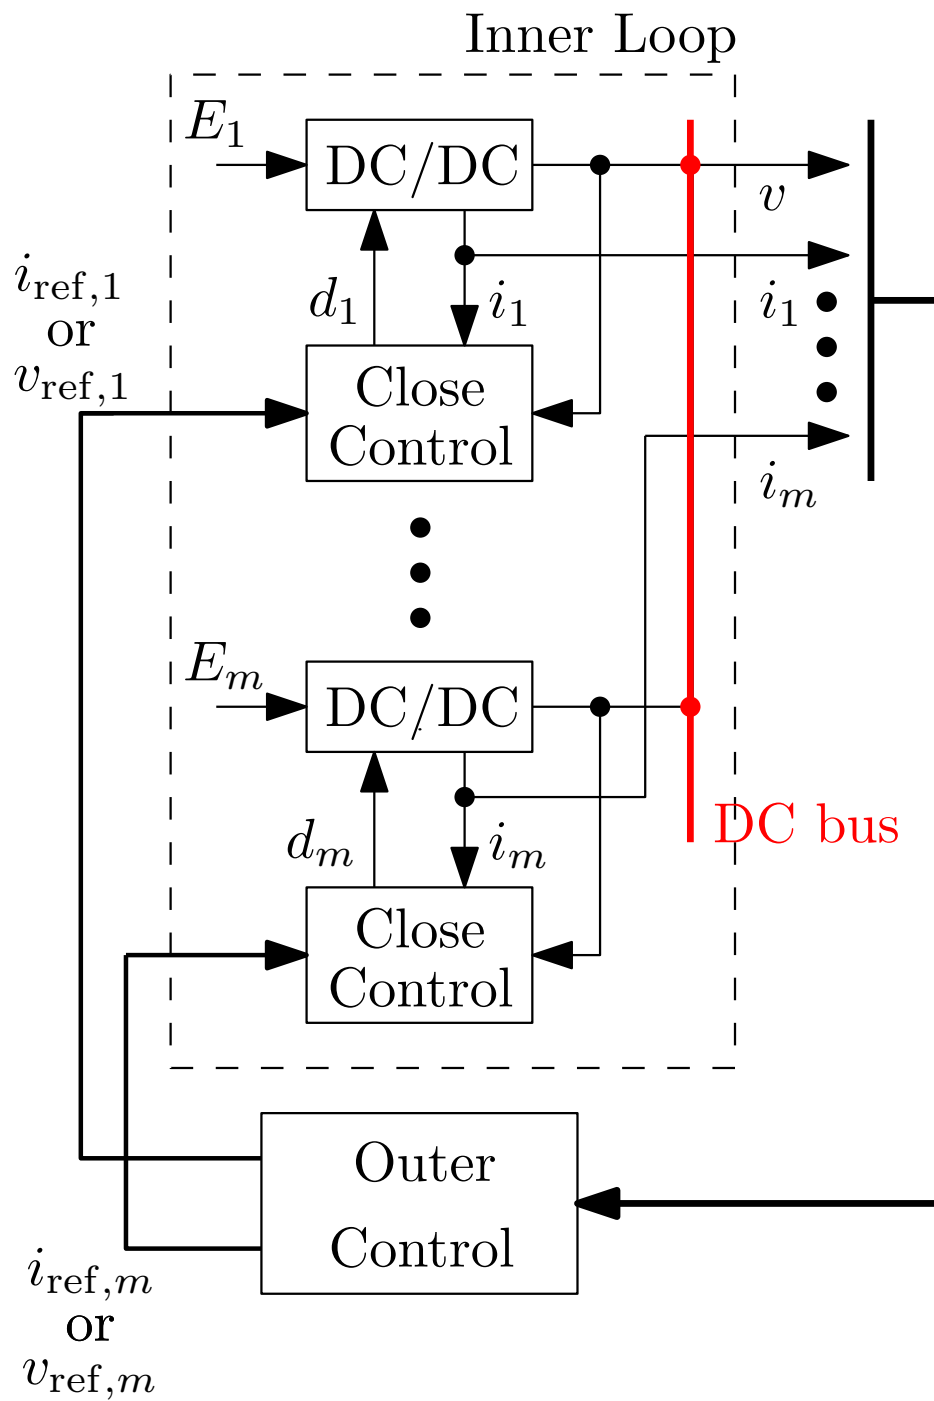 Inner Loop
E₁
DC/DC
v
i_ref,1
or
v_ref,1
d₁
i₁
i₁
Close
Control
i_m
E_m
DC/DC
DC bus
d_m
i_m
Close
Control
Outer
Control
i_ref,m
or
v_ref,m